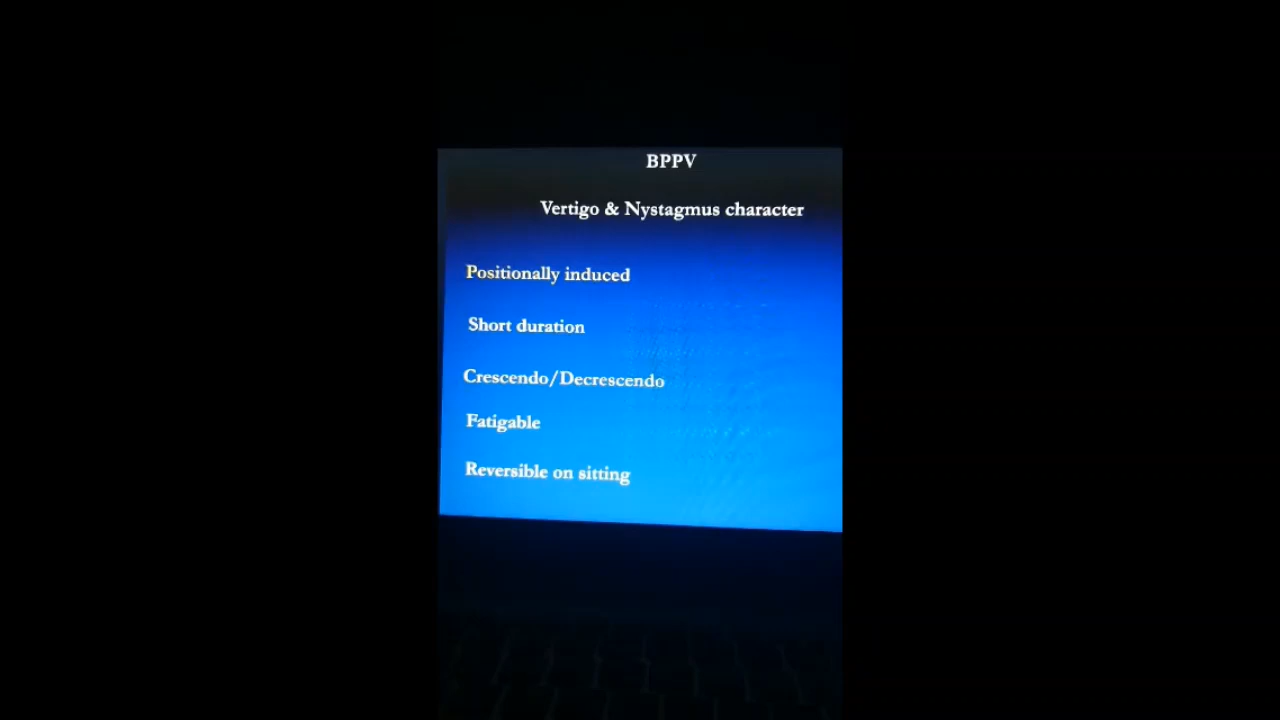 BPPV
Vertigo & Nystagmus character
Positionally induced
Short duration
Crescendo/Decrescendo
Fatigable
Reversible on sitting